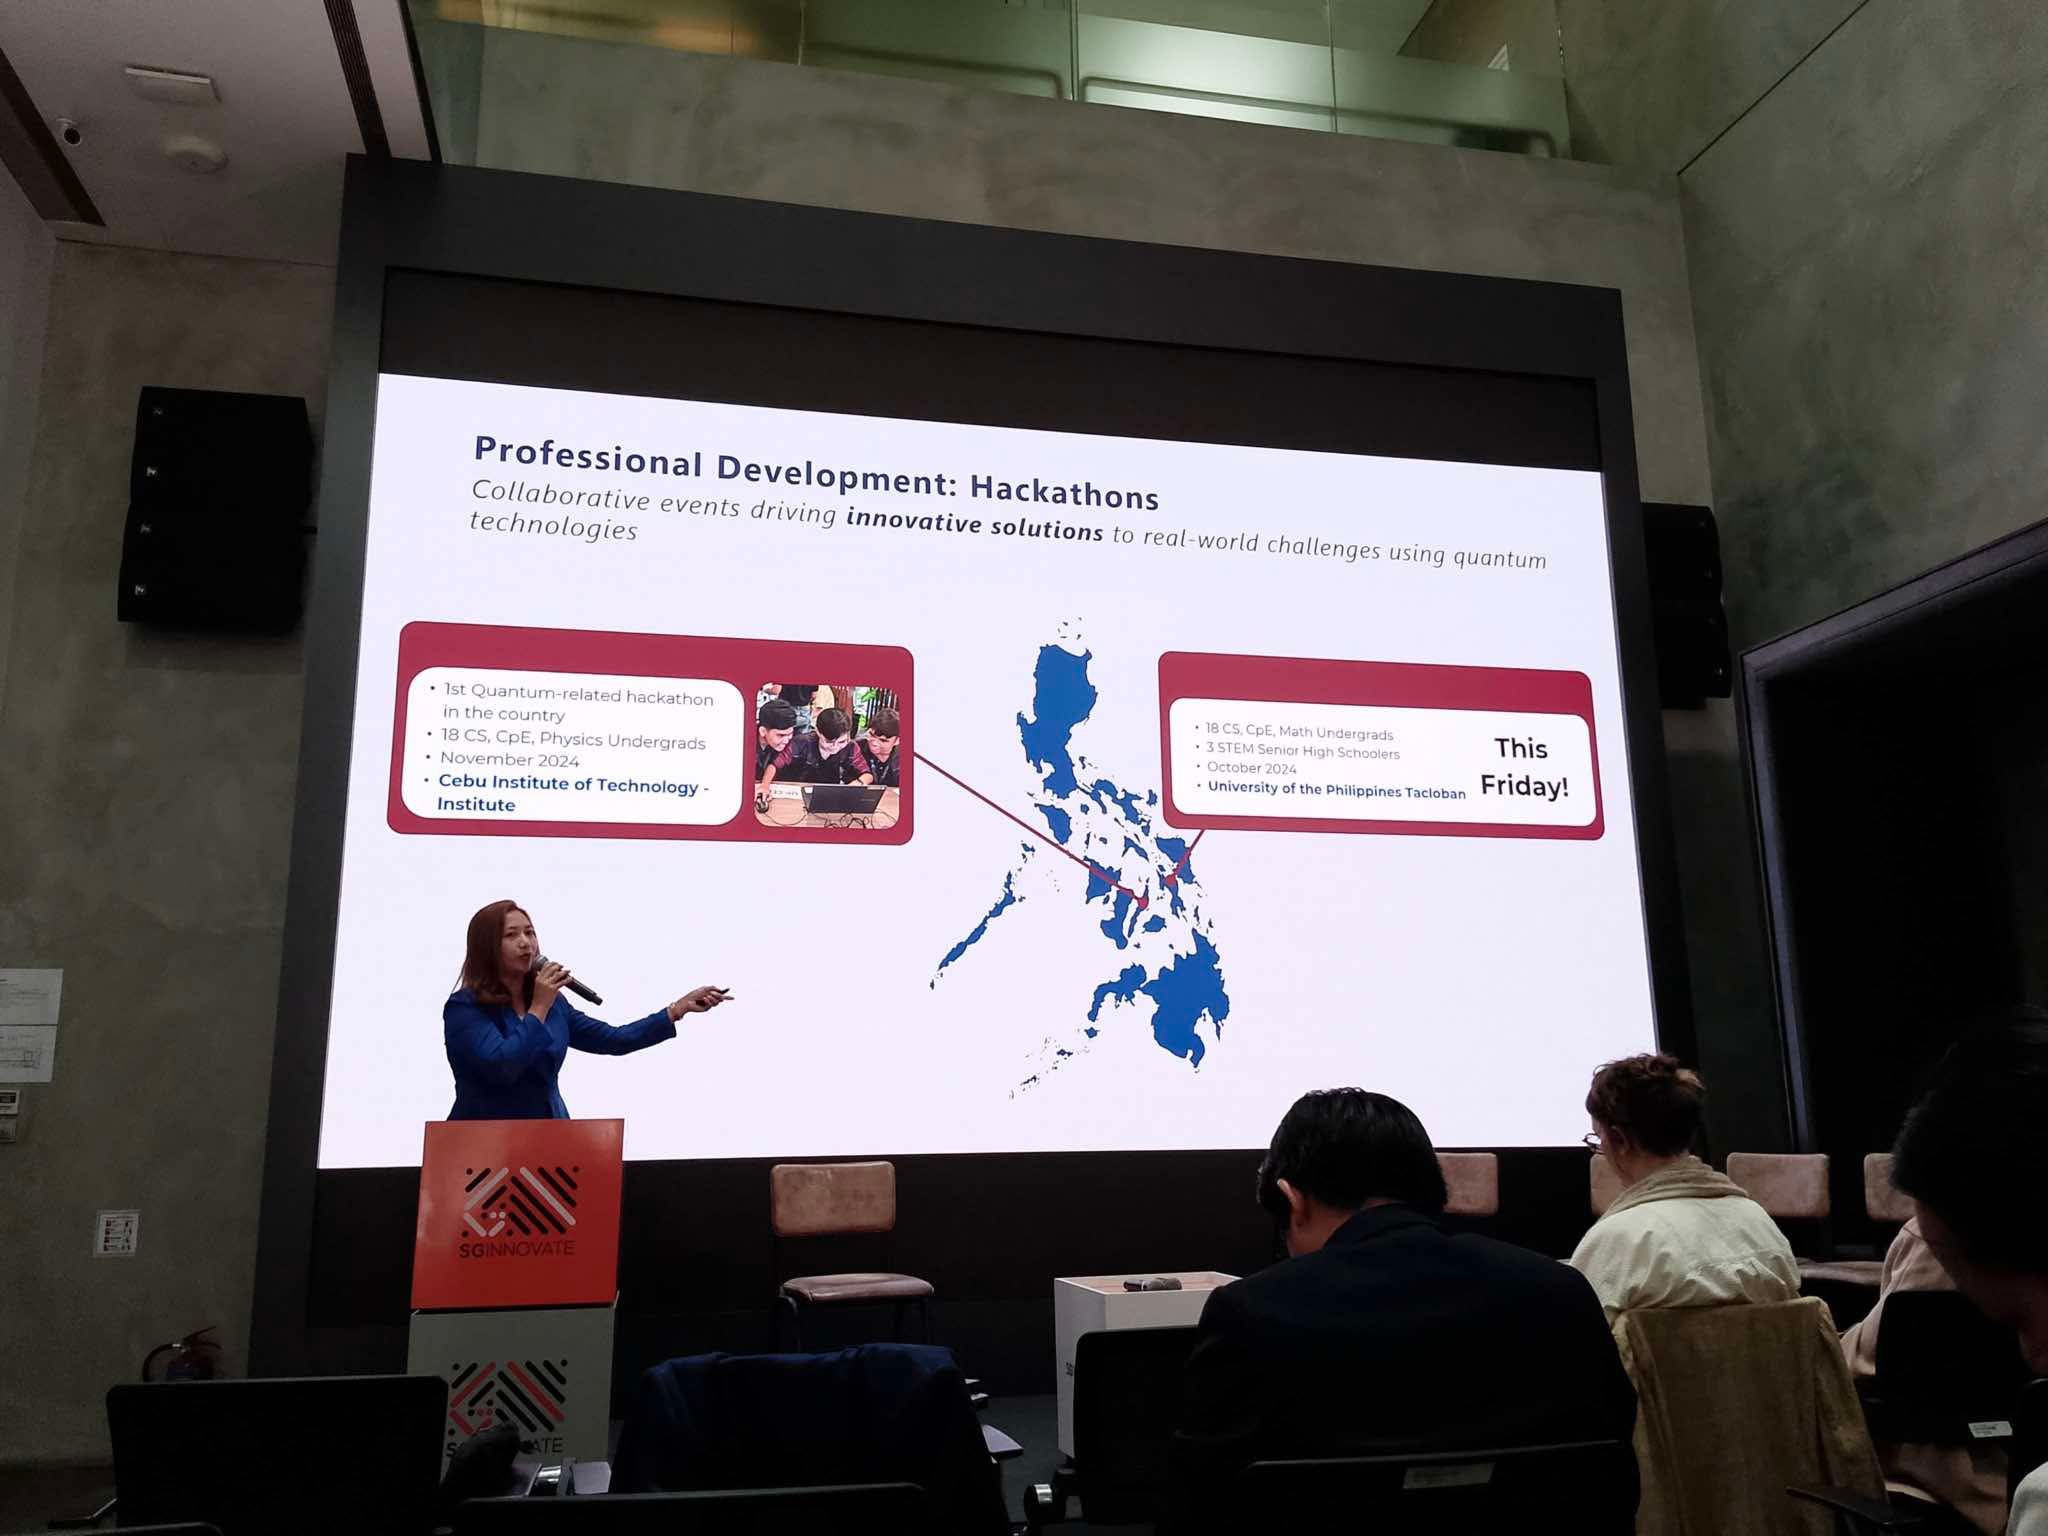 Professional Development: Hackathons
Collaborative events driving innovative solutions to real-world challenges using quantum
technologies
• 1st Quantum-related hackathon
in the country
• 18 CS, CpE, Physics Undergrads
• November 2024
• Cebu Institute of Technology -
Institute
• 18 CS, CpE, Math Undergrads
• 3 STEM Senior High Schoolers
• October 2024
• University of the Philippines Tacloban
This
Friday!
SGINNOVATE